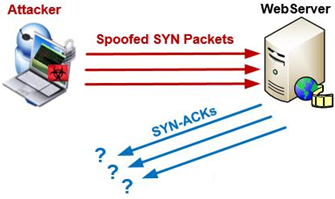 Attacker
WebServer
Spoofed SYN Packets
SYN-ACKs
?
?
?